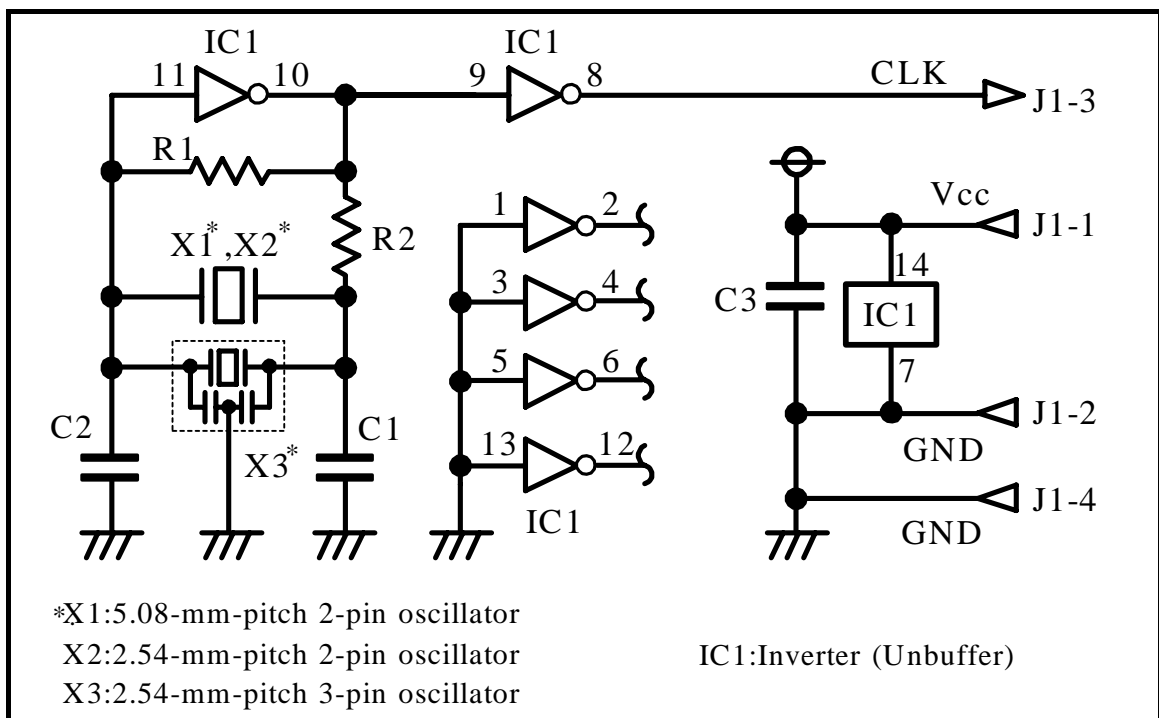 IC1
IC1
11
10
9
8
CLK
J1-3
R1
1
2
Vcc
J1-1
X1*,X2*
R2
3
4
14
C3
IC1
5
6
7
C2
C1
J1-2
X3*
13
12
GND
IC1
J1-4
GND
*X1:5.08-mm-pitch 2-pin oscillator
X2:2.54-mm-pitch 2-pin oscillator
IC1:Inverter (Unbuffer)
X3:2.54-mm-pitch 3-pin oscillator